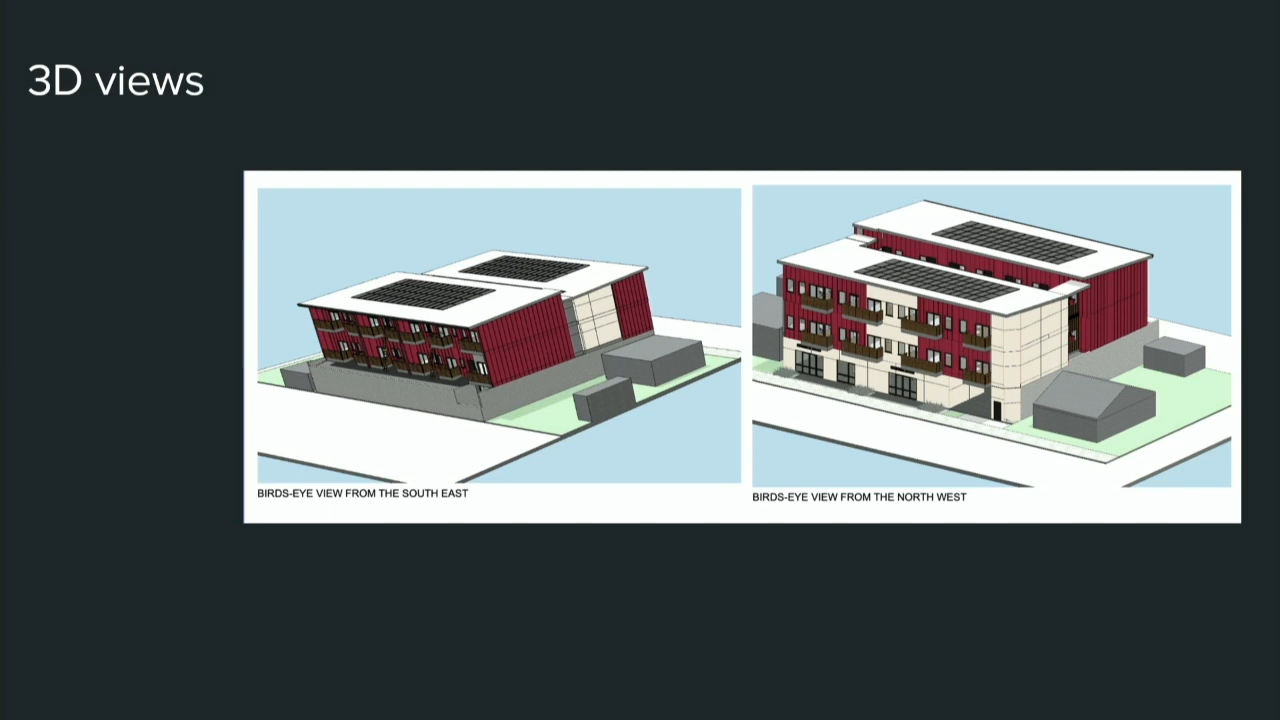 3D views
BIRDS-EYE VIEW FROM THE SOUTH EAST
BIRDS-EYE VIEW FROM THE NORTH WEST